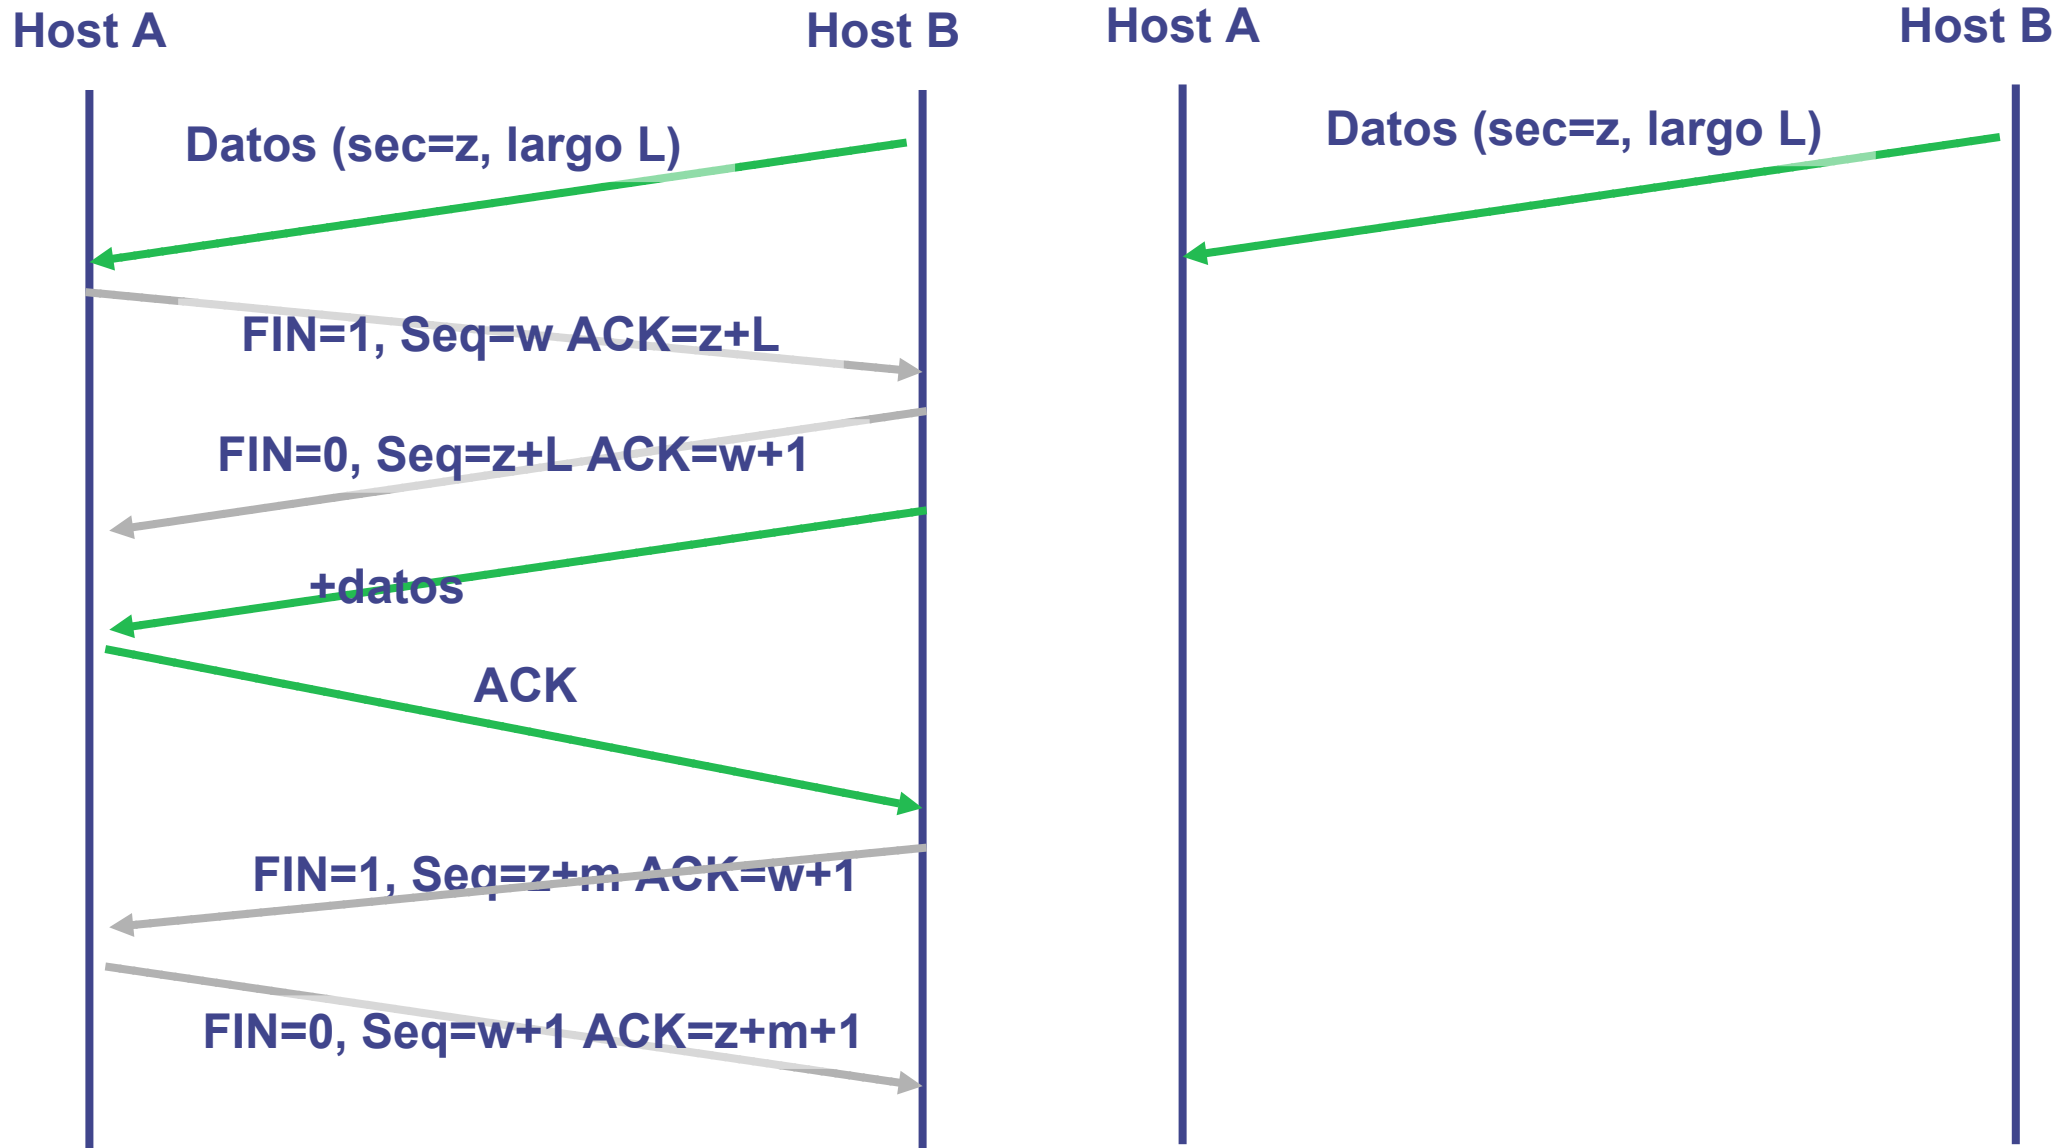 Host A
Host B
Datos (sec=z, largo L)
FIN=1, Seq=w ACK=z+L
FIN=0, Seq=z+L ACK=w+1
+datos
ACK
FIN=1, Seq=z+m ACK=w+1
FIN=0, Seq=w+1 ACK=z+m+1
Host A
Host B
Datos (sec=z, largo L)